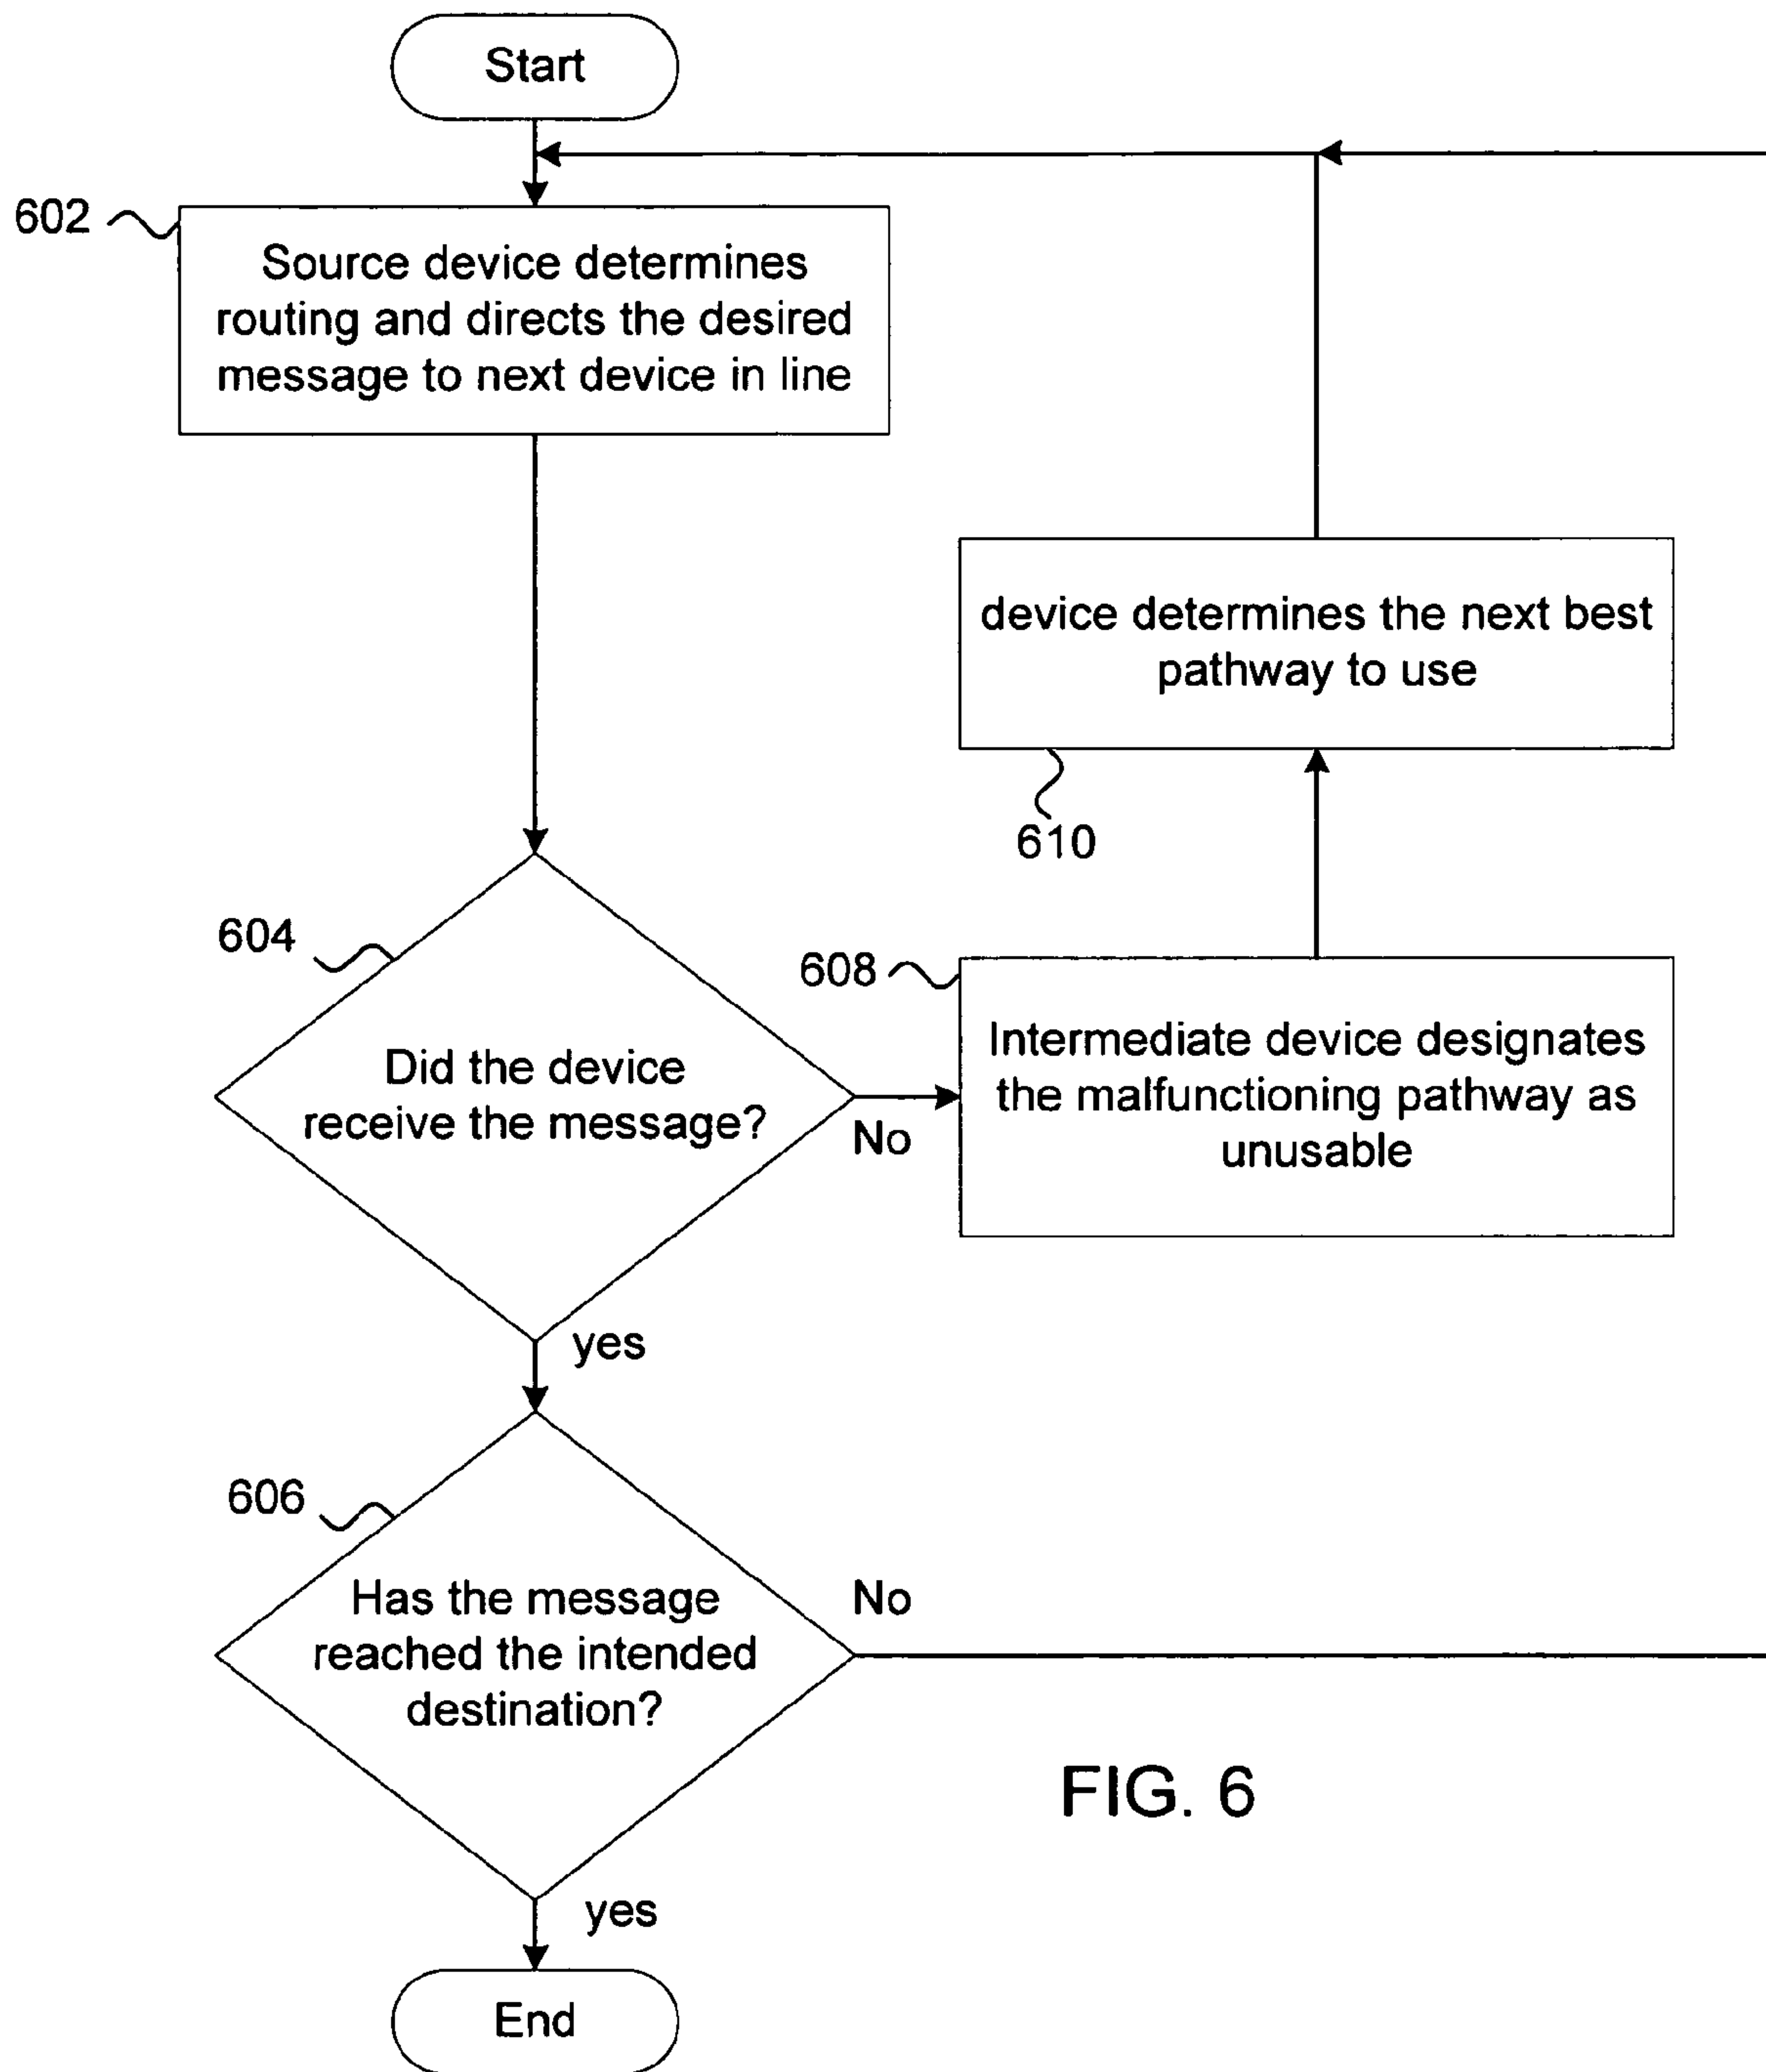 Start
602
Source device determines
routing and directs the desired
message to next device in line
device determines the next best
pathway to use
610
604
Did the device
receive the message?
No
608
Intermediate device designates
the malfunctioning pathway as
unusable
yes
606
Has the message
reached the intended
destination?
No
yes
End
FIG. 6